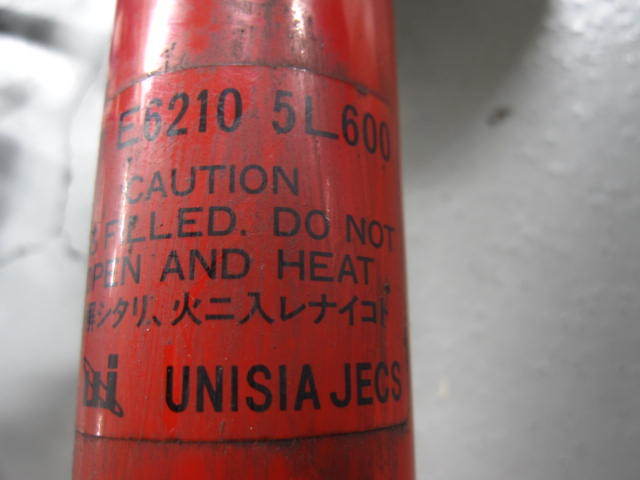 E6210 5L600
CAUTION
FILLED. DO NOT
OPEN AND HEAT
シタリ、火ニ入レナイコト
UNISIA JECS